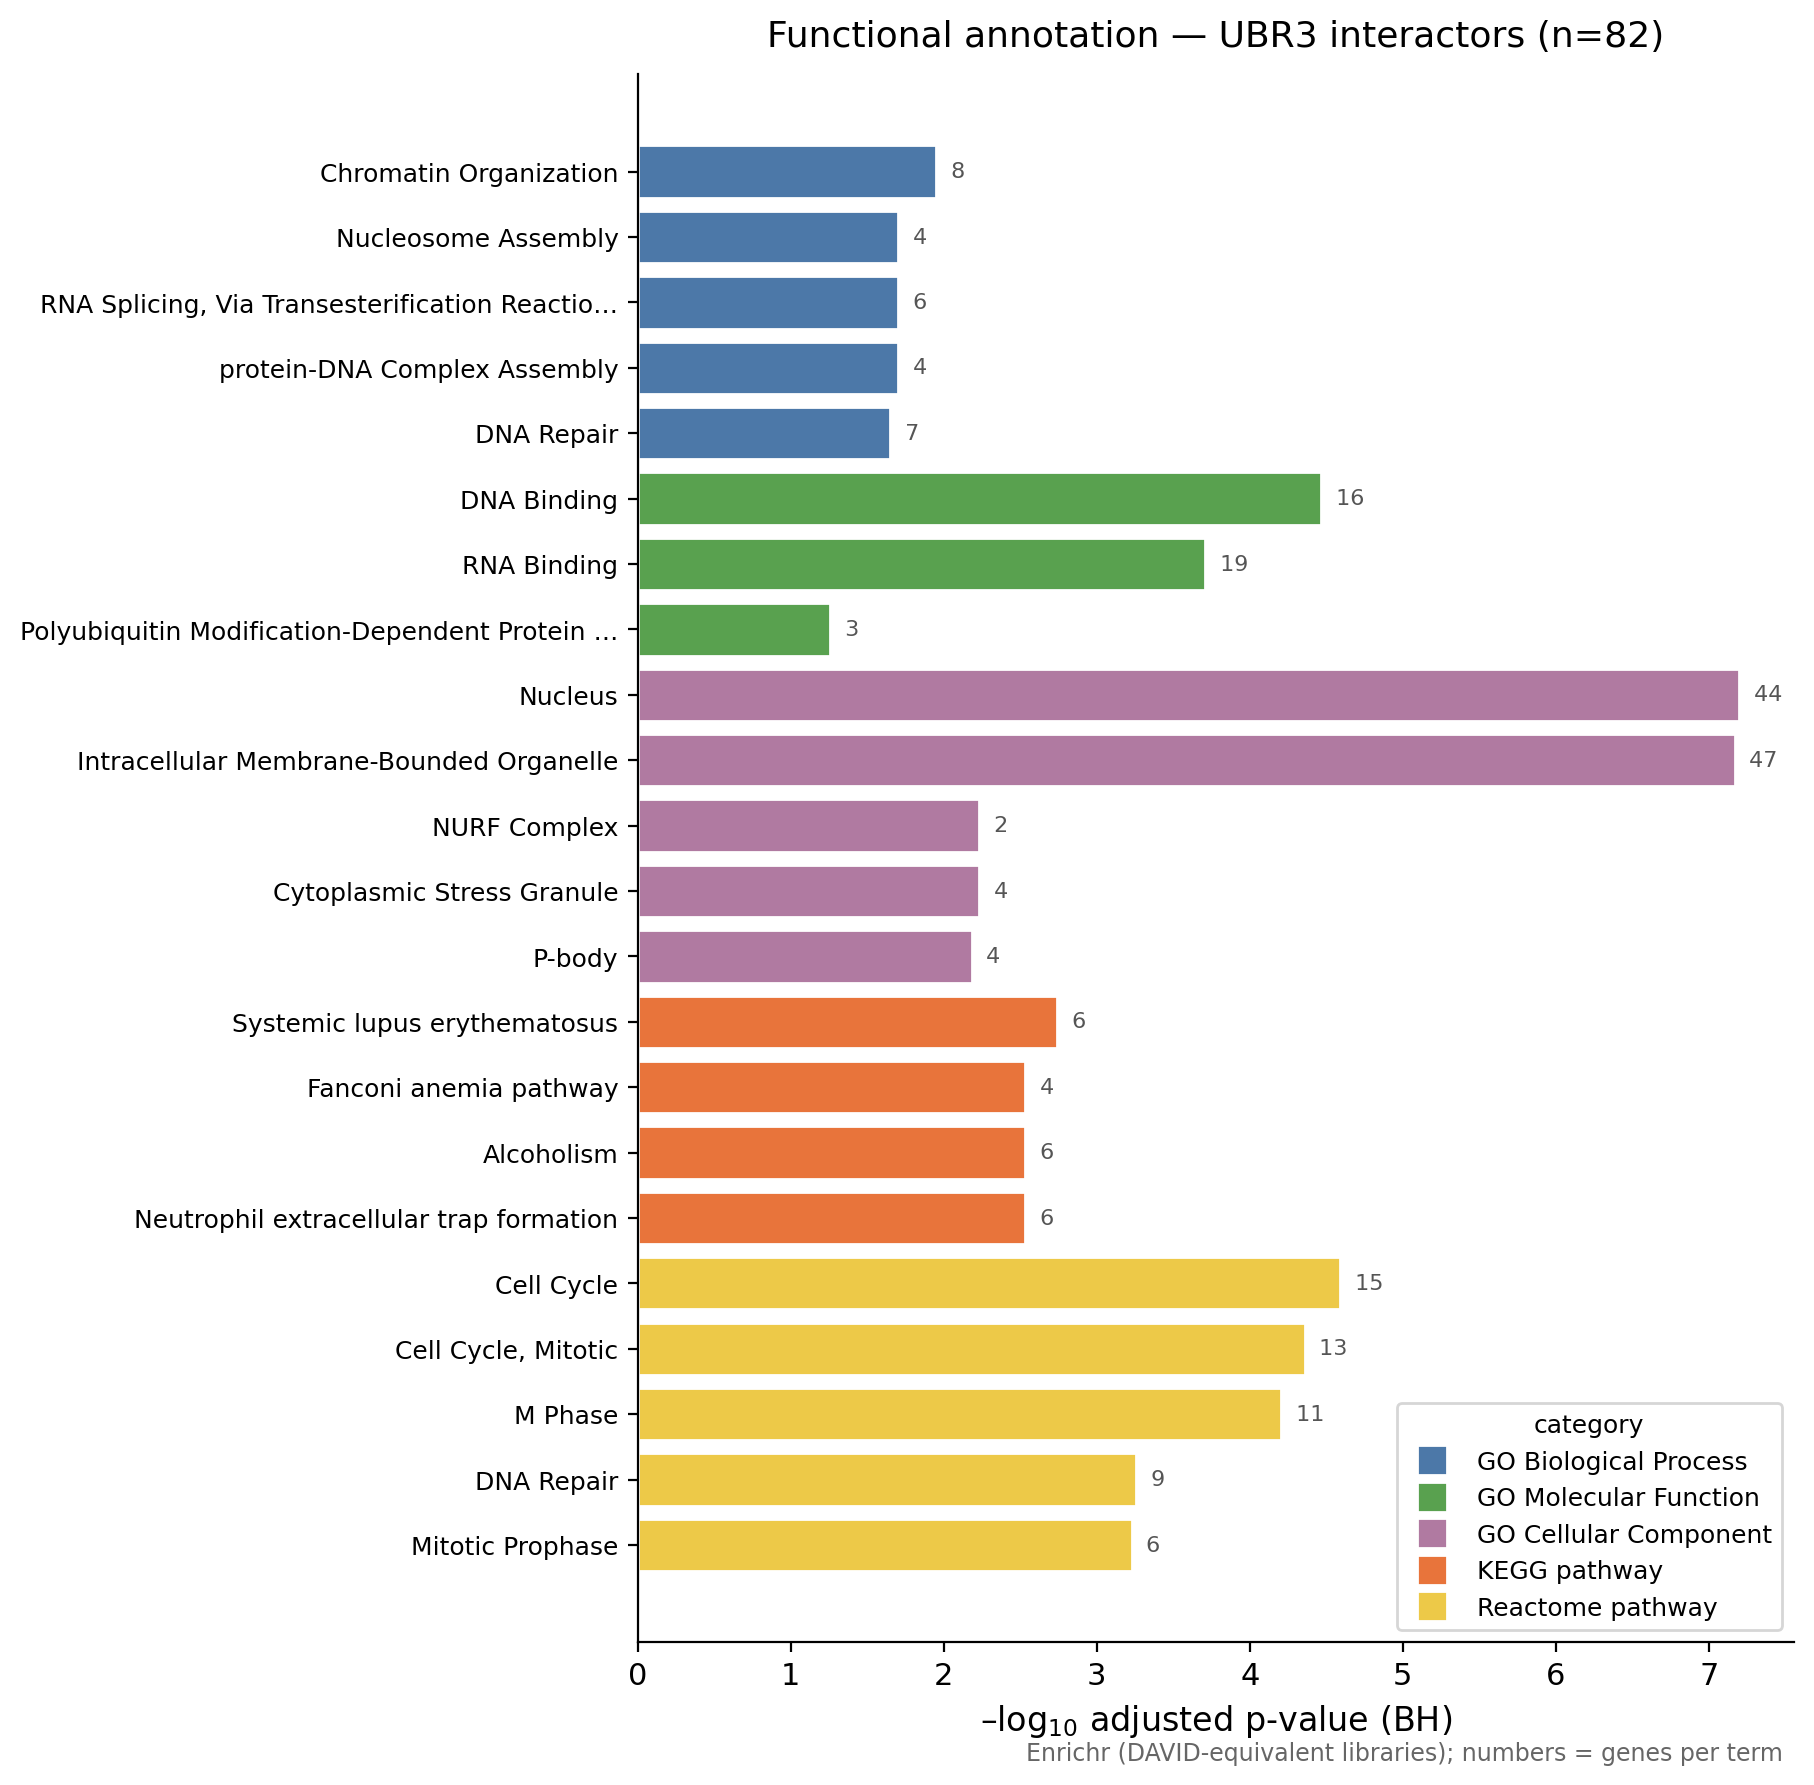 Functional annotation — UBR3 interactors (n=82)
Chromatin Organization 8
Nucleosome Assembly 4
RNA Splicing, Via Transesterification Reactio... 6
protein-DNA Complex Assembly 4
DNA Repair 7
DNA Binding 16
RNA Binding 19
Polyubiquitin Modification-Dependent Protein ... 3
Nucleus 44
Intracellular Membrane-Bounded Organelle 47
NURF Complex 2
Cytoplasmic Stress Granule 4
P-body 4
Systemic lupus erythematosus 6
Fanconi anemia pathway 4
Alcoholism 6
Neutrophil extracellular trap formation 6
Cell Cycle 15
Cell Cycle, Mitotic 13
M Phase 11
DNA Repair 9
Mitotic Prophase 6
category
GO Biological Process
GO Molecular Function
GO Cellular Component
KEGG pathway
Reactome pathway
0 1 2 3 4 5 6 7
–log₁₀ adjusted p-value (BH)
Enrichr (DAVID-equivalent libraries); numbers = genes per term